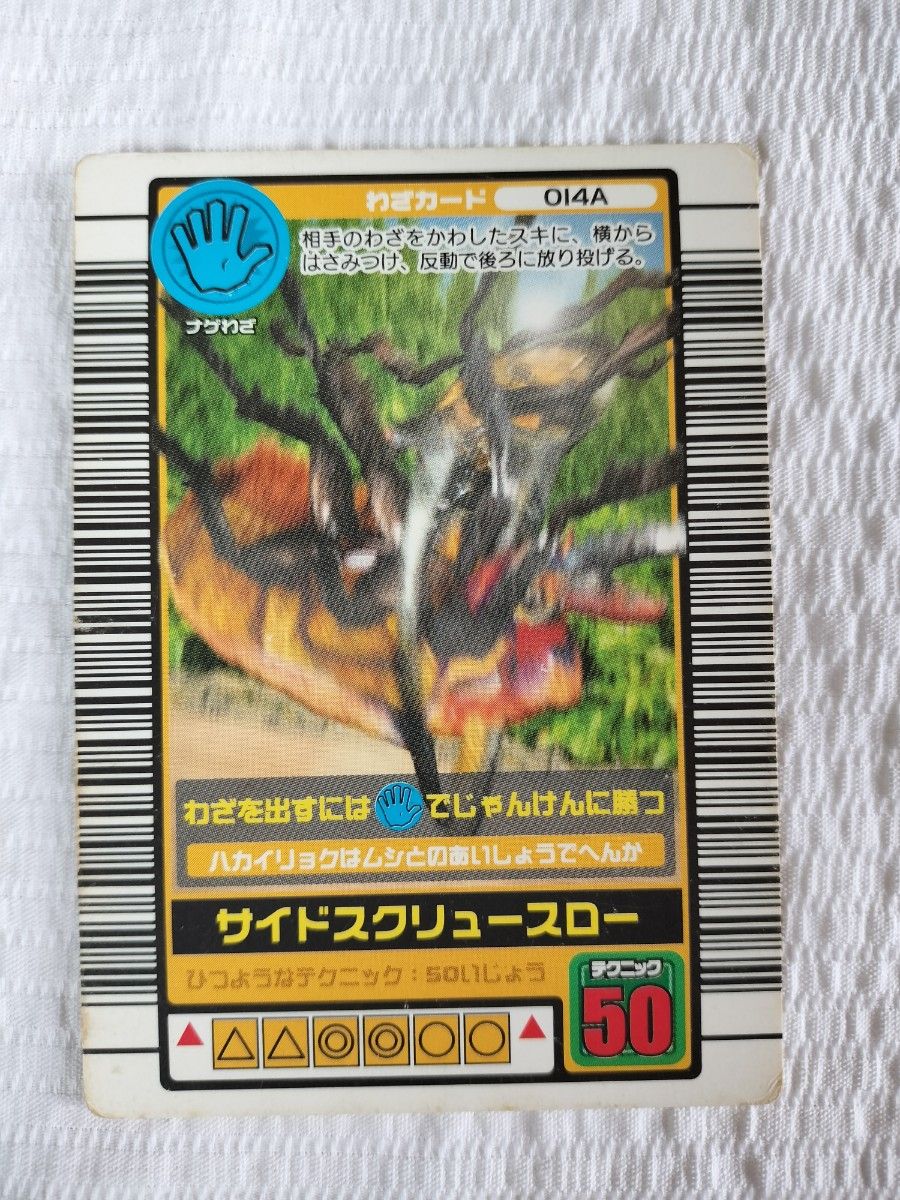 わざカード 014A
相手のわざをかわしたスキに、横から
はさみつけ、反動で後ろに放り投げる。
ナゲわざ
わざを出すにはでじゃんけんに勝つ
ハカイリョクはムシとのあいしょうでへんか
サイドスクリュースロー
ひつようなテクニック：50いじょう
テクニック
50